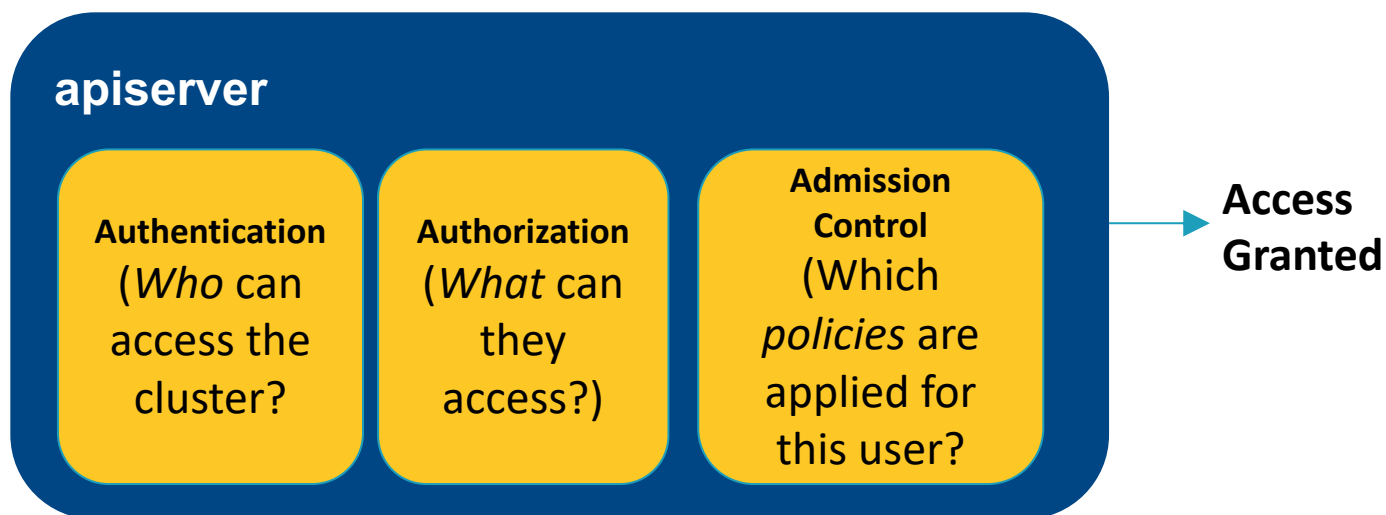 apiserver
Authentication
(Who can
access the
cluster?
Authorization
(What can
they
access?)
Admission
Control
(Which
policies are
applied for
this user?
Access
Granted